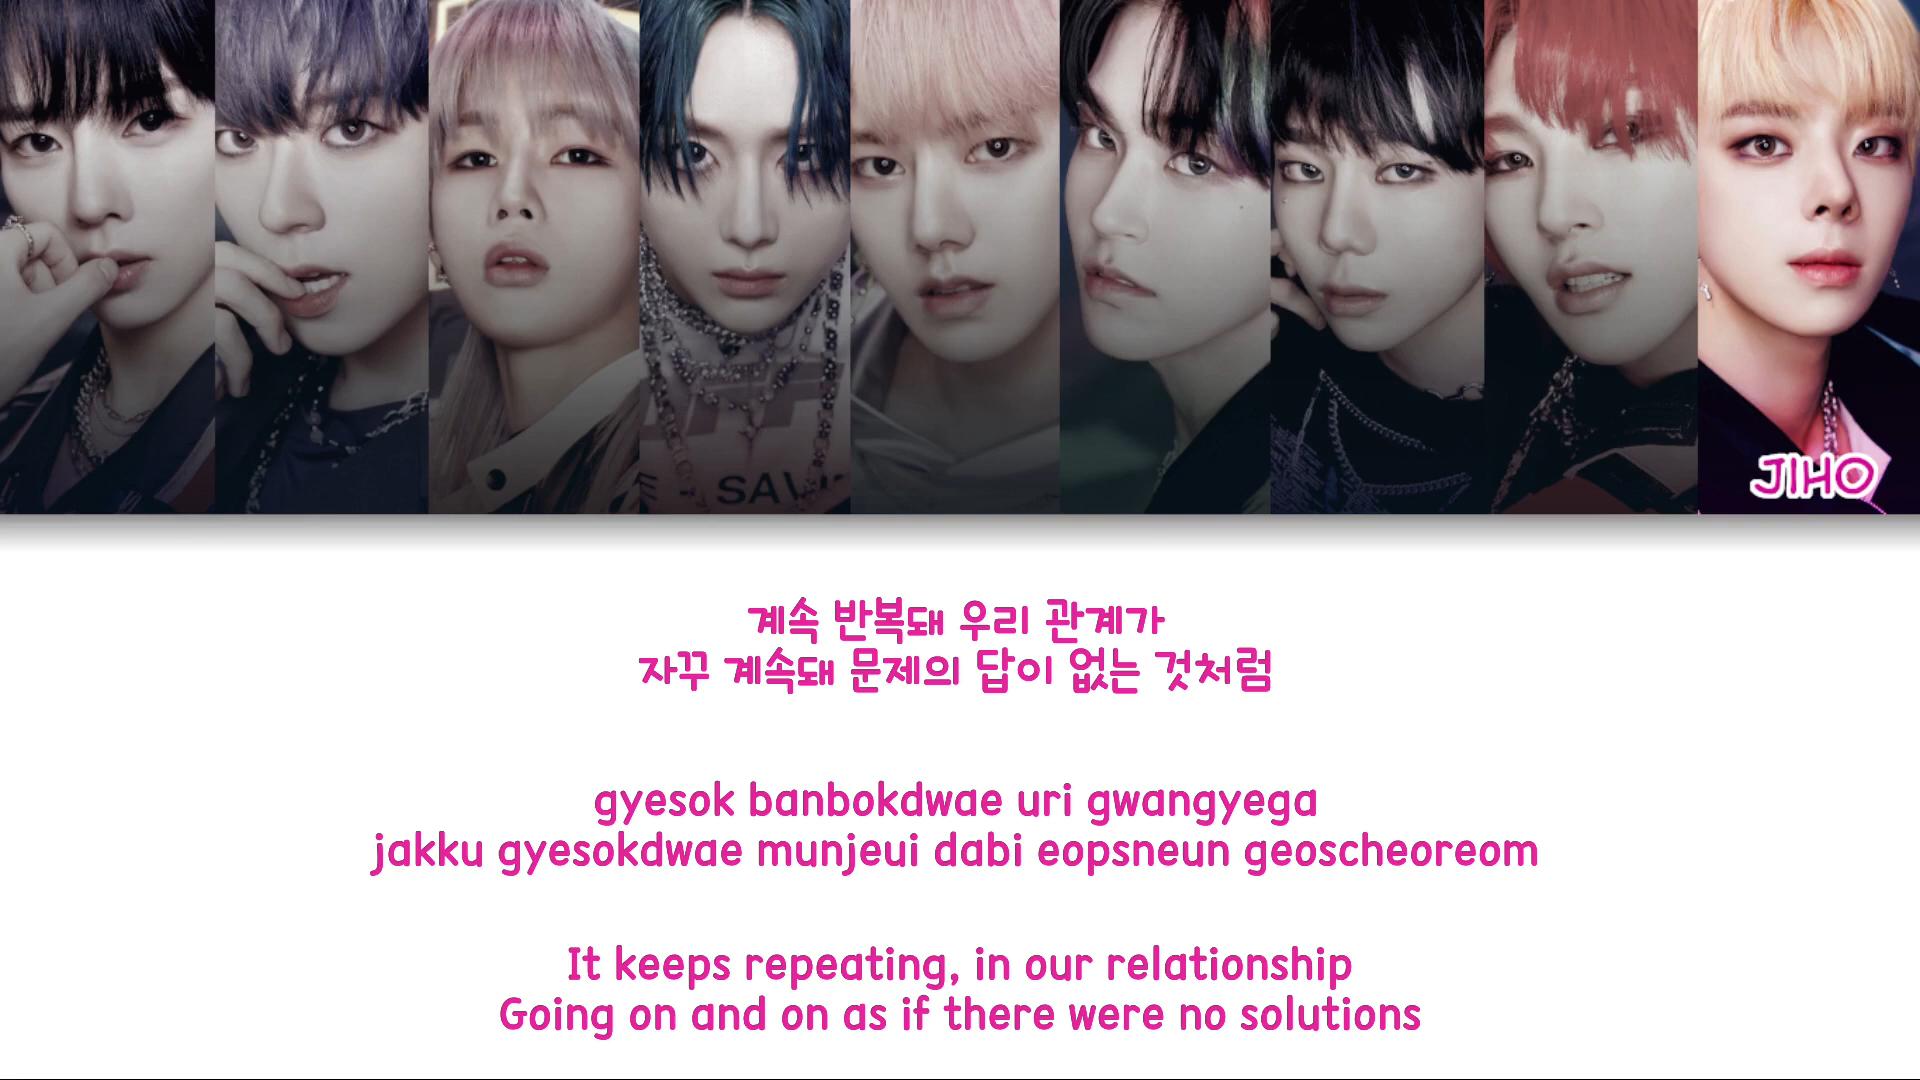 SAV
JIHO
계속 반복돼 우리 관계가
자꾸 계속돼 문제의 답이 없는 것처럼
gyesok banbokdwae uri gwangyega
jakku gyesokdwae munjeui dabi eopsneun geoscheoreom
It keeps repeating, in our relationship
Going on and on as if there were no solutions